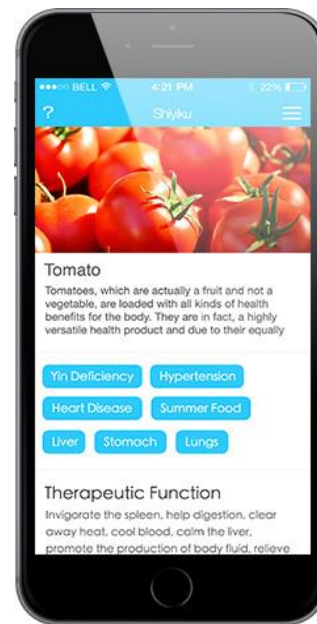 BELL 4:21 PM 22%
? Shiyiku
Tomato
Tomatoes, which are actually a fruit and not a
vegetable, are loaded with all kinds of health
benefits for the body. They are in fact, a highly
versatile health product and due to their equally
Yin Deficiency Hypertension
Heart Disease Summer Food
Liver Stomach Lungs
Therapeutic Function
Invigorate the spleen, help digestion, clear
away heat, cool blood, calm the liver,
promote the production of body fluid, relieve